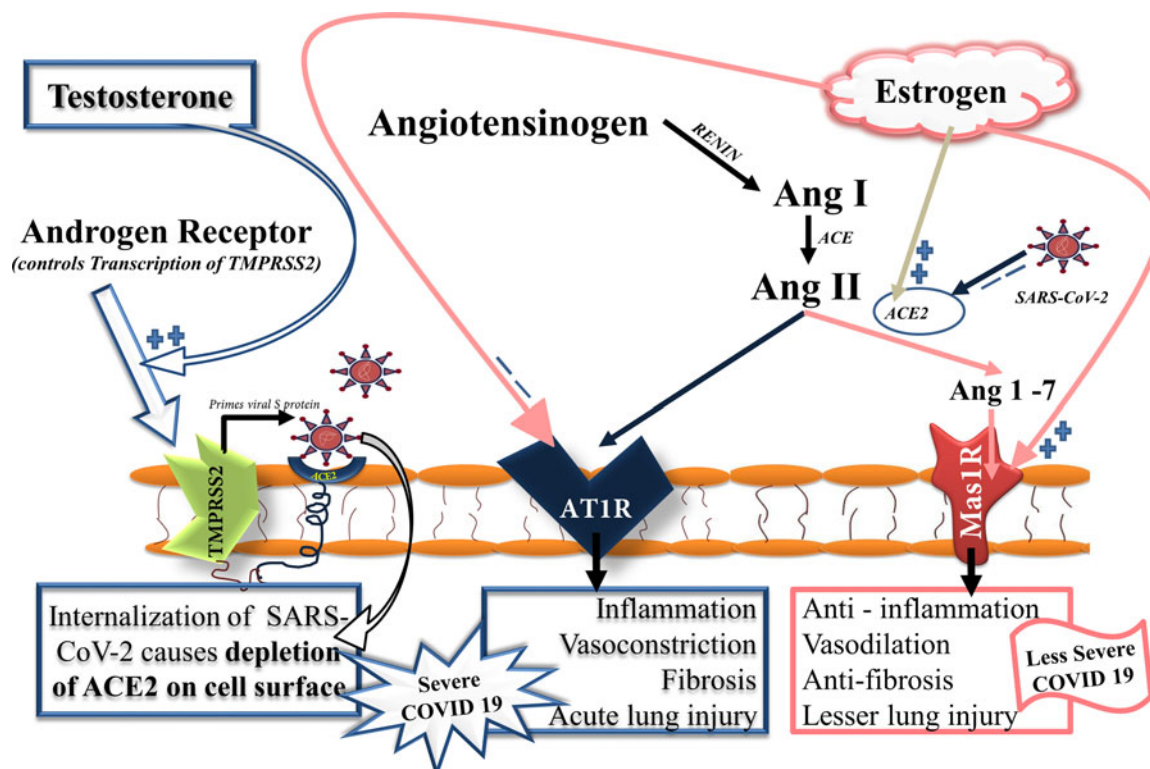 Testosterone
Estrogen
Angiotensinogen
RENIN
Ang I
ACE
Androgen Receptor
(controls Transcription of TMPRSS2)
Ang II
ACE2
SARS-CoV-2
Ang 1 -7
Primes viral S protein
ACE2
TMPRSS2
AT1R
Mas1R
Internalization of SARS-
CoV-2 causes depletion
of ACE2 on cell surface
Severe
COVID 19
Inflammation
Vasoconstriction
Fibrosis
Acute lung injury
Anti - inflammation
Vasodilation
Anti-fibrosis
Lesser lung injury
Less Severe
COVID 19